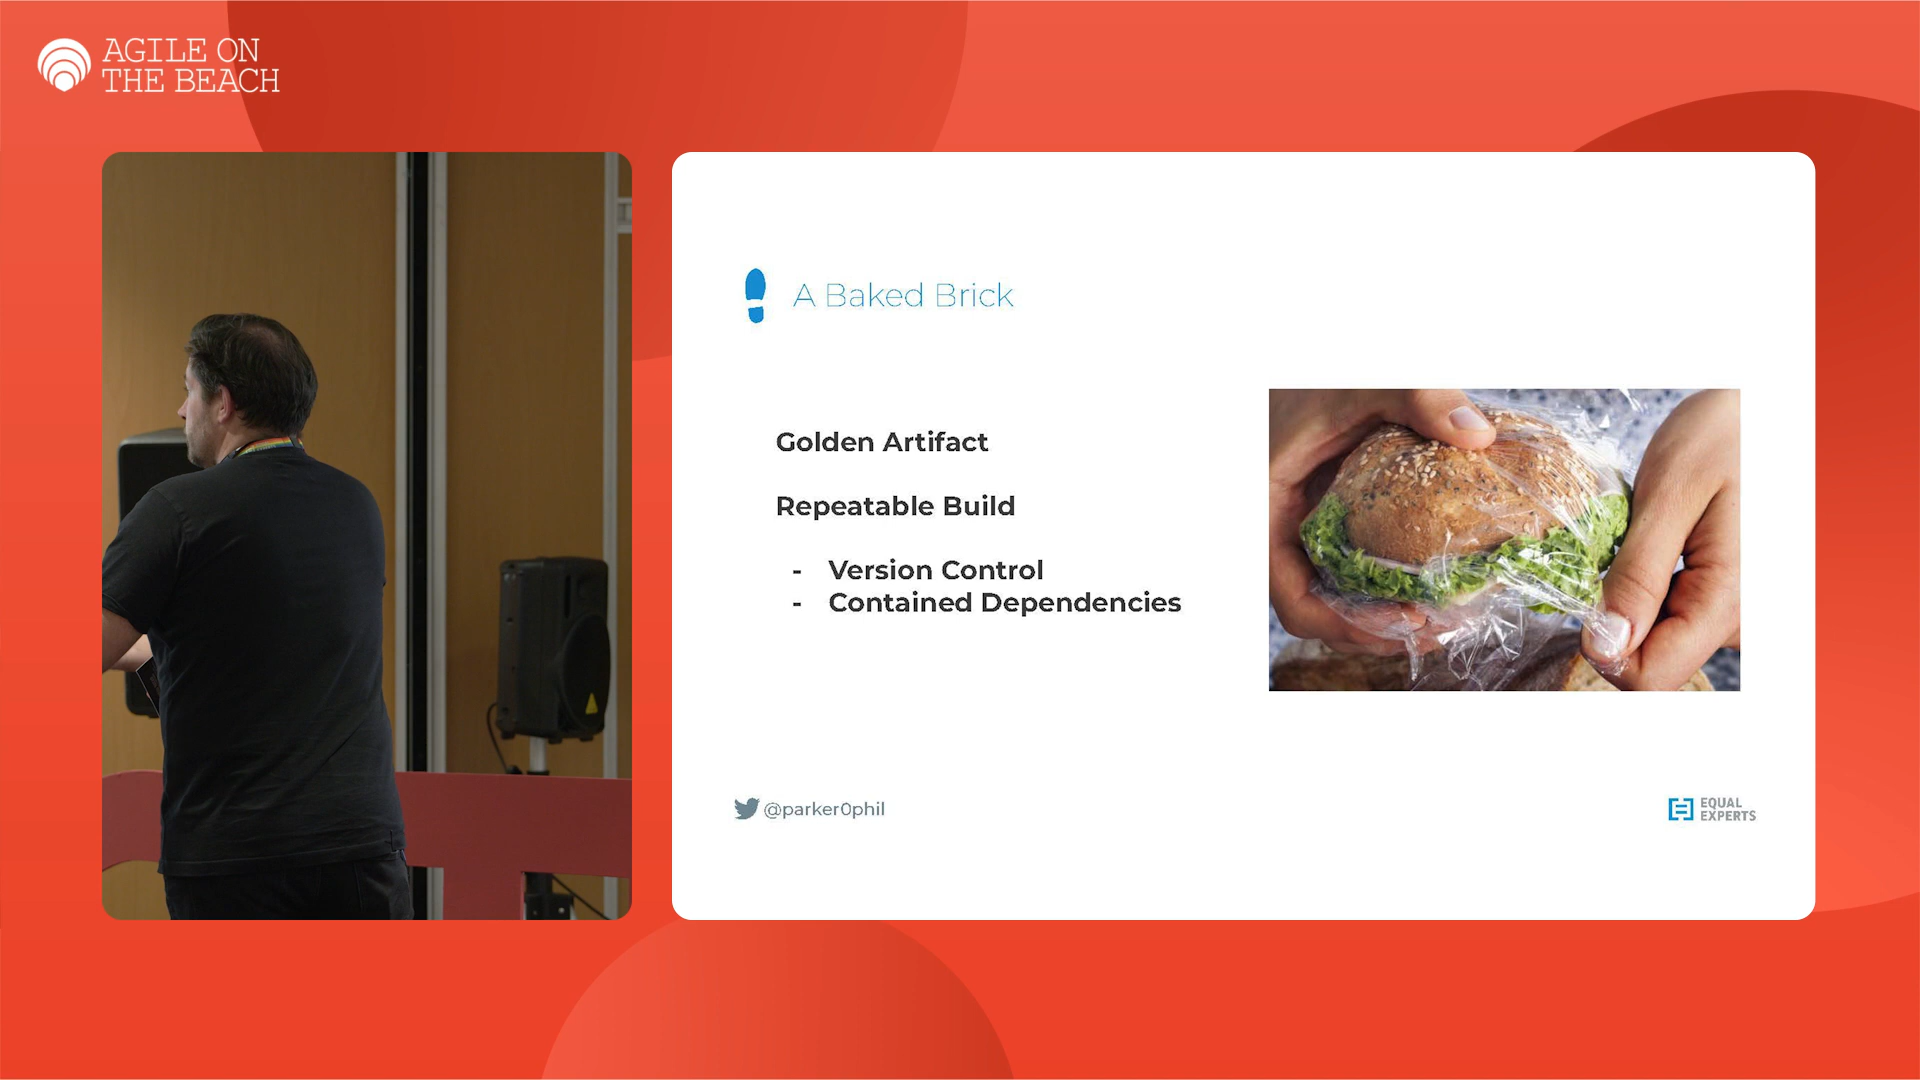 AGILE ON
THE BEACH
A Baked Brick
Golden Artifact
Repeatable Build
- Version Control
- Contained Dependencies
@parker0phil
EQUAL
EXPERTS